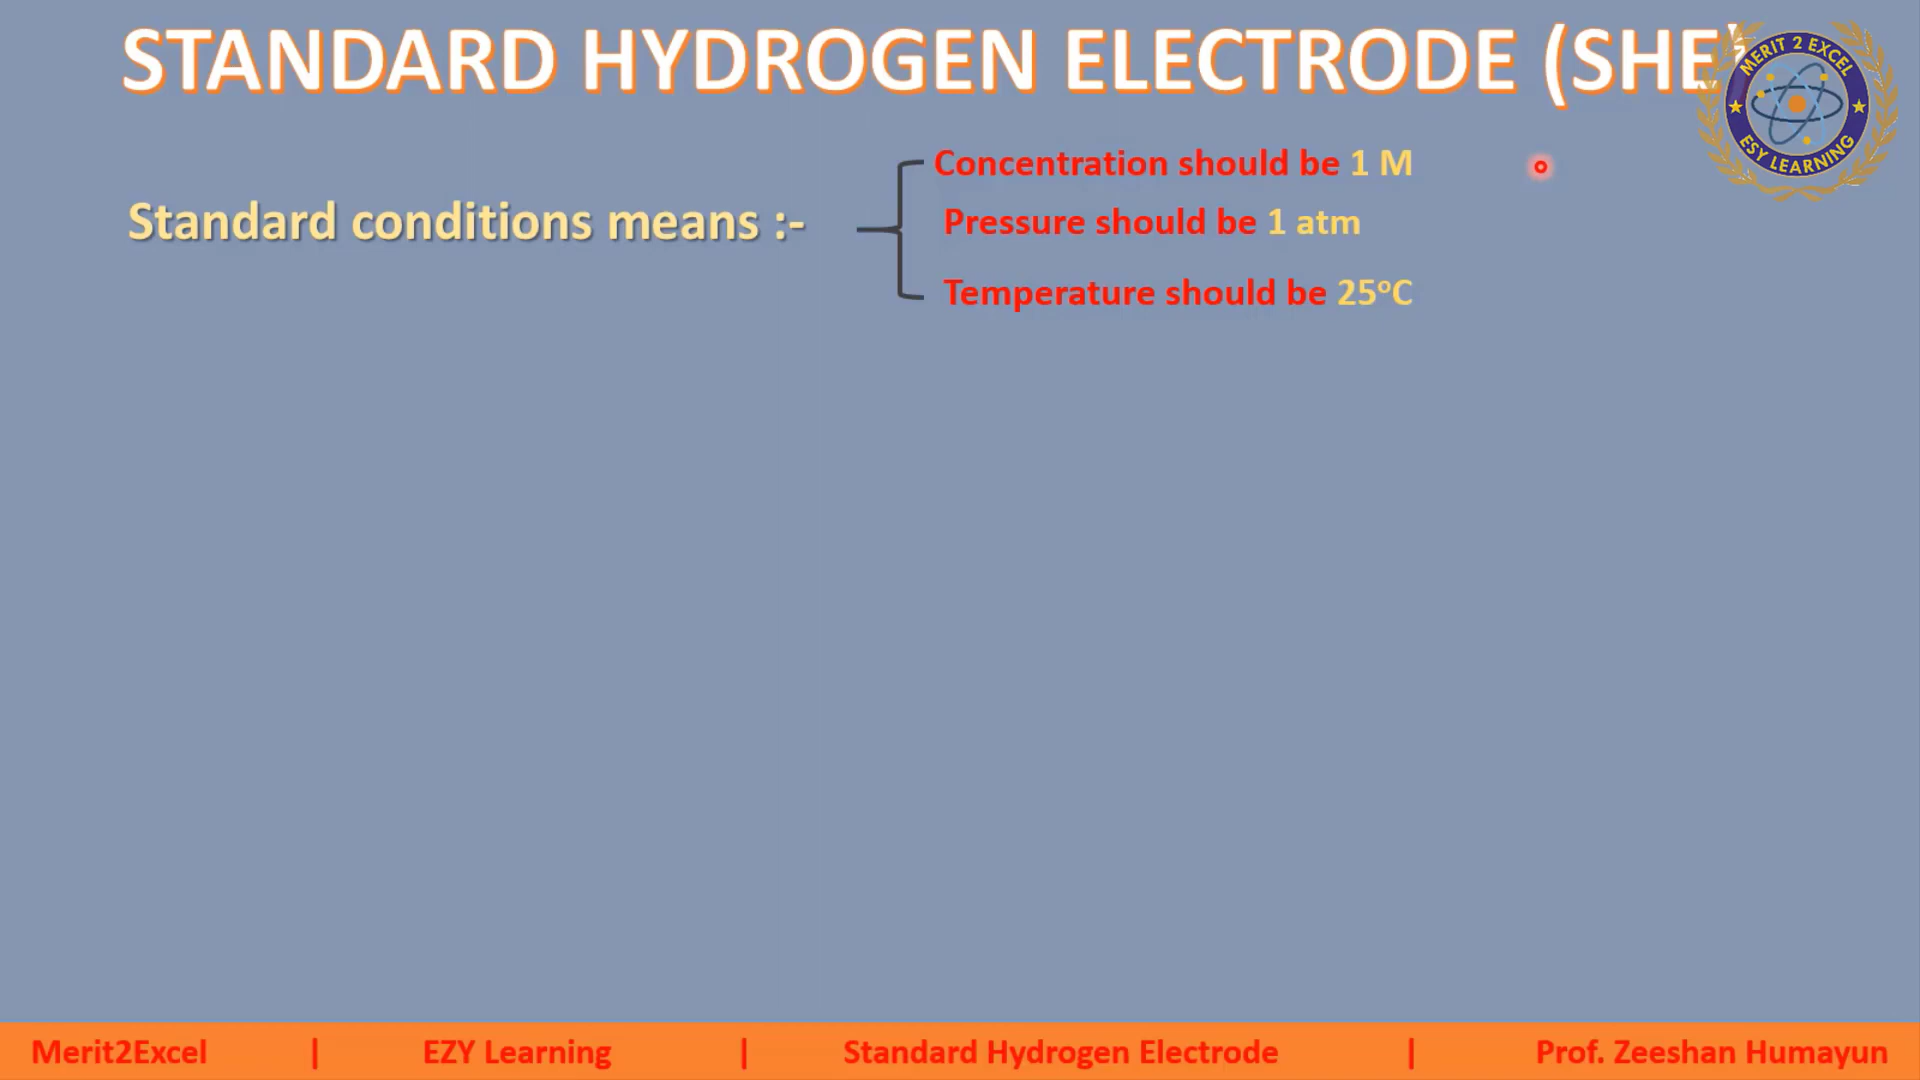 STANDARD HYDROGEN ELECTRODE (SHE)
MERIT 2 EXCEL
ESY LEARNING
Concentration should be 1 M
Standard conditions means :-
Pressure should be 1 atm
Temperature should be 25°C
Merit2Excel | EZY Learning | Standard Hydrogen Electrode | Prof. Zeeshan Humayun